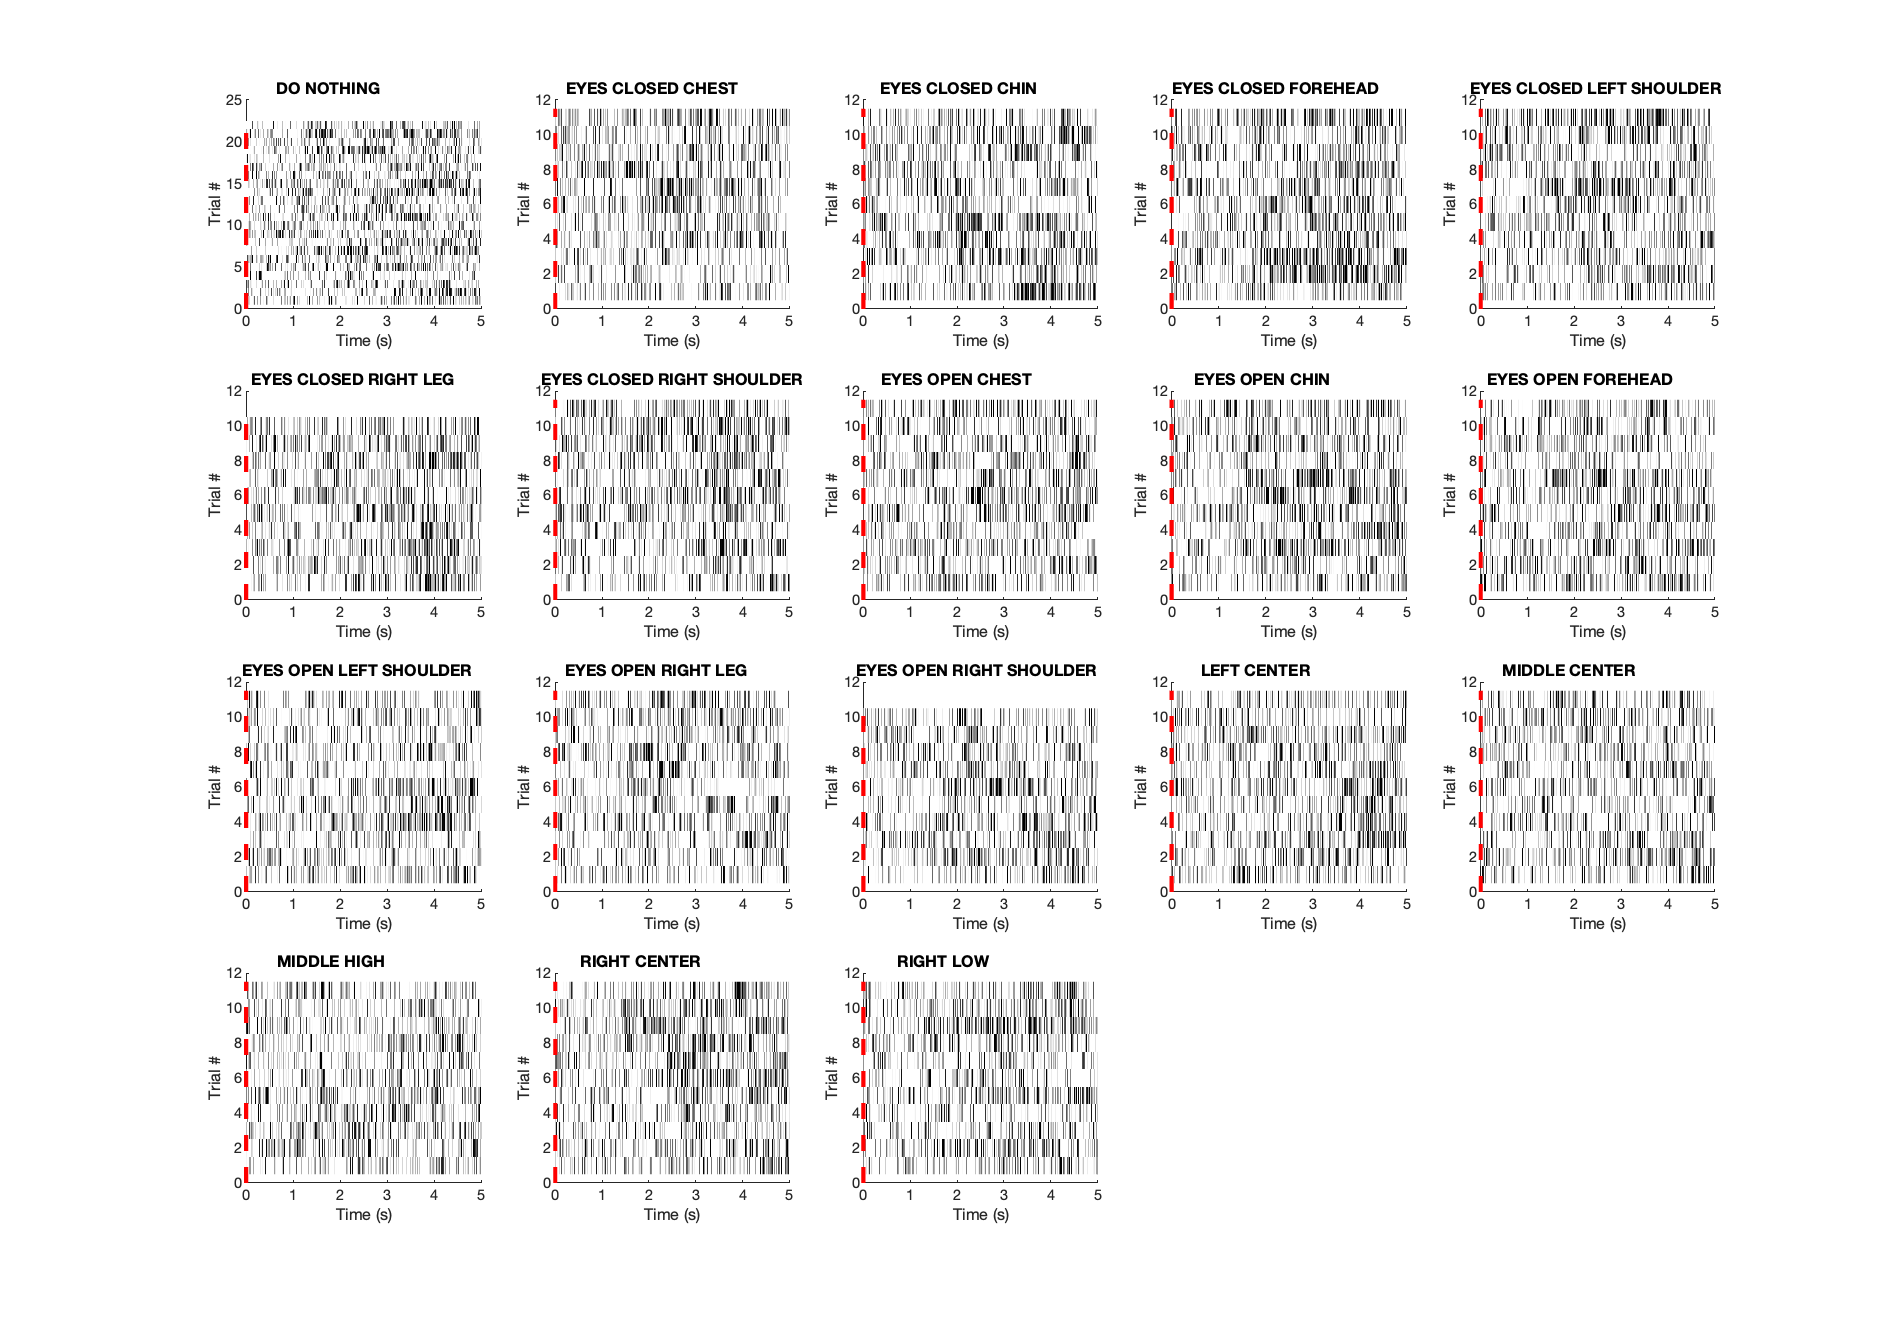 DO NOTHING
25
20
15
10
5
0
Trial #
0 1 2 3 4 5
Time (s)
EYES CLOSED CHEST
12
10
8
6
4
2
0
Trial #
0 1 2 3 4 5
Time (s)
EYES CLOSED CHIN
12
10
8
6
4
2
0
Trial #
0 1 2 3 4 5
Time (s)
EYES CLOSED FOREHEAD
12
10
8
6
4
2
0
Trial #
0 1 2 3 4 5
Time (s)
EYES CLOSED LEFT SHOULDER
12
10
8
6
4
2
0
Trial #
0 1 2 3 4 5
Time (s)
EYES CLOSED RIGHT LEG
12
10
8
6
4
2
0
Trial #
0 1 2 3 4 5
Time (s)
EYES CLOSED RIGHT SHOULDER
12
10
8
6
4
2
0
Trial #
0 1 2 3 4 5
Time (s)
EYES OPEN CHEST
12
10
8
6
4
2
0
Trial #
0 1 2 3 4 5
Time (s)
EYES OPEN CHIN
12
10
8
6
4
2
0
Trial #
0 1 2 3 4 5
Time (s)
EYES OPEN FOREHEAD
12
10
8
6
4
2
0
Trial #
0 1 2 3 4 5
Time (s)
EYES OPEN LEFT SHOULDER
12
10
8
6
4
2
0
Trial #
0 1 2 3 4 5
Time (s)
EYES OPEN RIGHT LEG
12
10
8
6
4
2
0
Trial #
0 1 2 3 4 5
Time (s)
EYES OPEN RIGHT SHOULDER
12
10
8
6
4
2
0
Trial #
0 1 2 3 4 5
Time (s)
LEFT CENTER
12
10
8
6
4
2
0
Trial #
0 1 2 3 4 5
Time (s)
MIDDLE CENTER
12
10
8
6
4
2
0
Trial #
0 1 2 3 4 5
Time (s)
MIDDLE HIGH
12
10
8
6
4
2
0
Trial #
0 1 2 3 4 5
Time (s)
RIGHT CENTER
12
10
8
6
4
2
0
Trial #
0 1 2 3 4 5
Time (s)
RIGHT LOW
12
10
8
6
4
2
0
Trial #
0 1 2 3 4 5
Time (s)